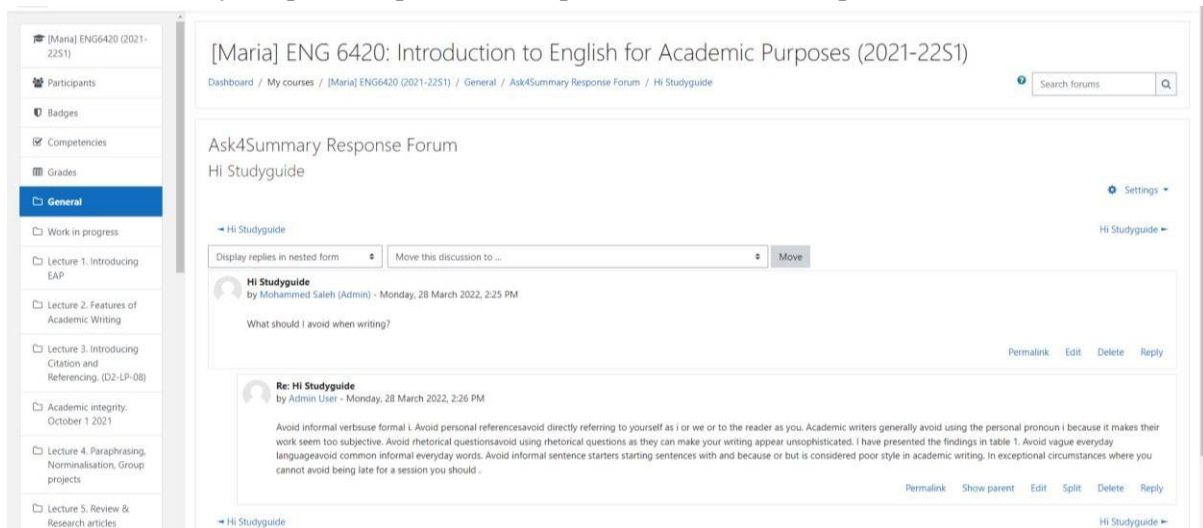 [Maria] ENG6420 (2021-
22S1)
Participants
Badges
Competencies
Grades
General
Work in progress
Lecture 1. Introducing
EAP
Lecture 2. Features of
Academic Writing
Lecture 3. Introducing
Citation and
Referencing. (D2-LP-08)
Academic integrity.
October 1 2021
Lecture 4. Paraphrasing,
Norminalisation, Group
projects
Lecture 5. Review &
Research articles
[Maria] ENG 6420: Introduction to English for Academic Purposes (2021-22S1)
Dashboard / My courses / [Maria] ENG6420 (2021-22S1) / General / Ask4Summary Response Forum / Hi Studyguide
Search forums
Ask4Summary Response Forum
Hi Studyguide
Settings
Hi Studyguide
Hi Studyguide
Display replies in nested form
Move this discussion to ...
Move
Hi Studyguide
by Mohammed Saleh (Admin) - Monday, 28 March 2022, 2:25 PM
What should I avoid when writing?
Permalink Edit Delete Reply
Re: Hi Studyguide
by Admin User - Monday, 28 March 2022, 2:26 PM
Avoid informal verbsuse formal i. Avoid personal referencesavoid directly referring to yourself as i or we or to the reader as you. Academic writers generally avoid using the personal pronoun i because it makes their
work seem too subjective. Avoid rhetorical questionsavoid using rhetorical questions as they can make your writing appear unsophisticated. I have presented the findings in table 1. Avoid vague everyday
languageavoid common informal everyday words. Avoid informal sentence starters starting sentences with and because or but is considered poor style in academic writing. In exceptional circumstances where you
cannot avoid being late for a session you should .
Permalink Show parent Edit Split Delete Reply
Hi Studyguide
Hi Studyguide